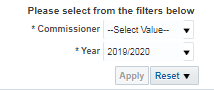 Please select from the filters below
* Commissioner --Select Value--
* Year 2019/2020
Apply Reset